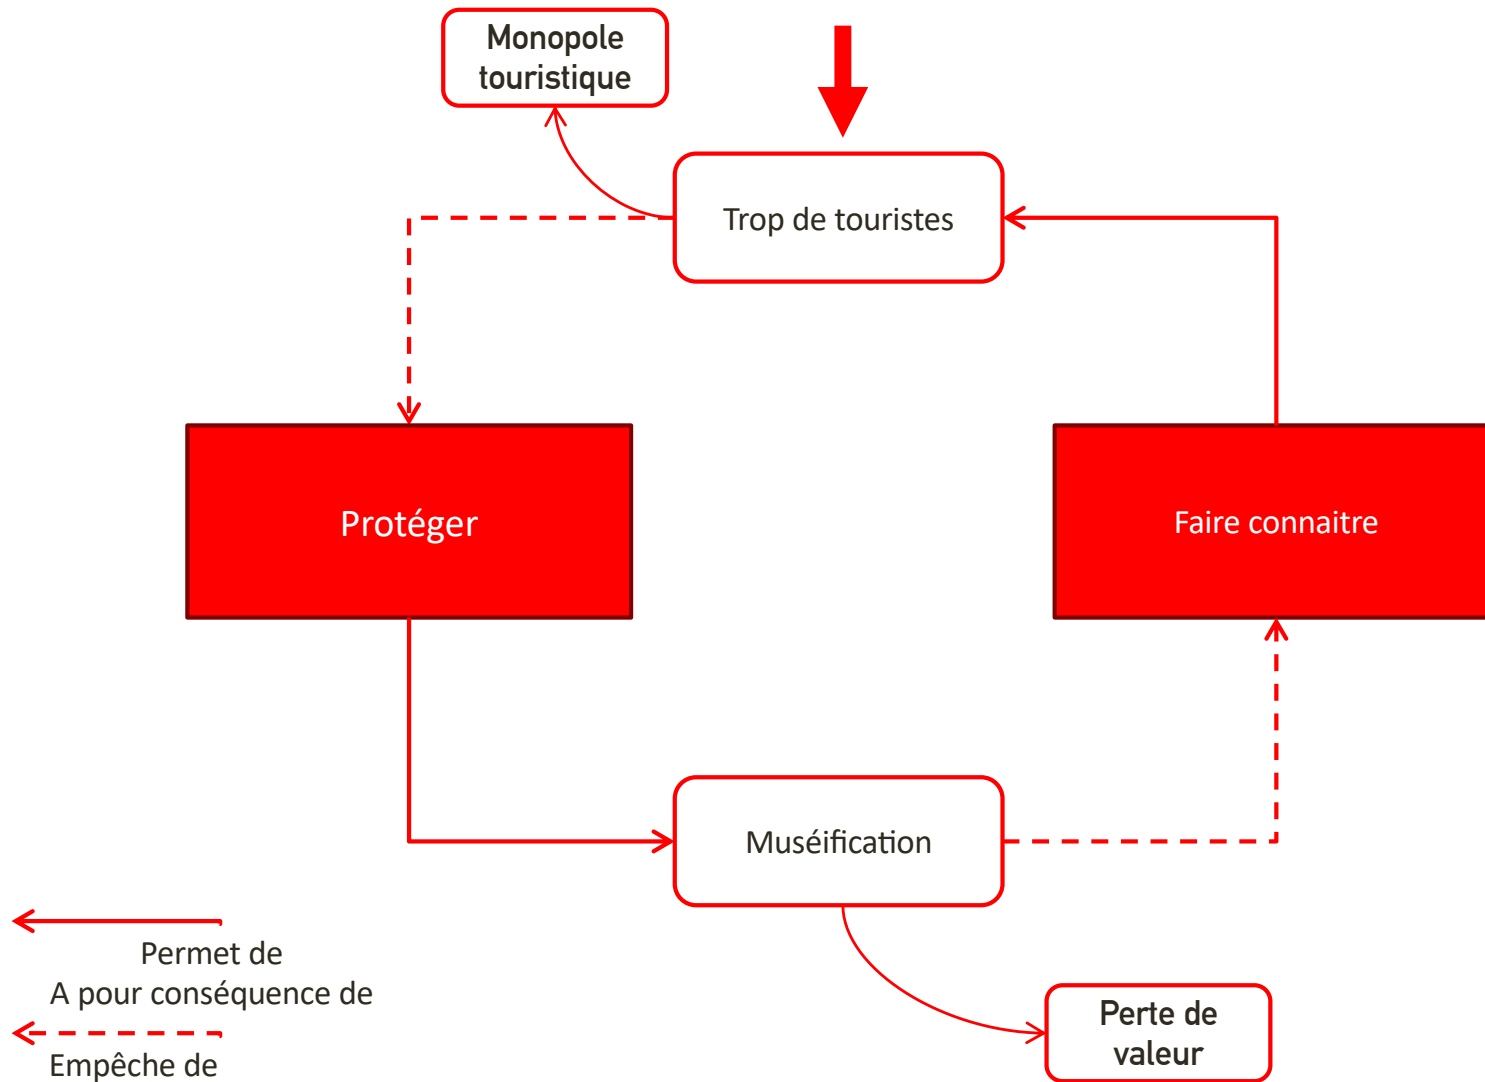 Monopole
touristique
Trop de touristes
Protéger
Faire connaitre
Muséification
Permet de
A pour conséquence de
Empêche de
Perte de
valeur